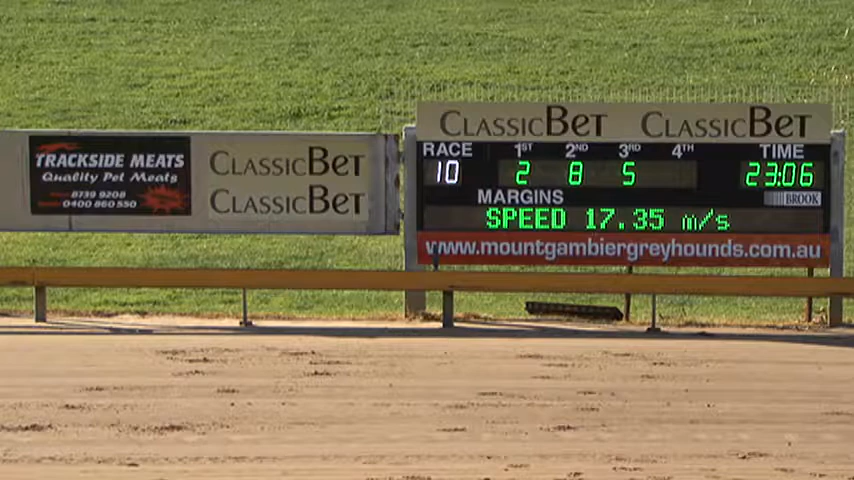 CLASSICBET CLASSICBET
RACE 1ST 2ND 3RD 4TH TIME
10 2 8 5 23:06
MARGINS BROOK
SPEED 17.35 m/s
www.mountgambiergreyhounds.com.au
TRACKSIDE MEATS
Quality Pet Meats
8739 9208
0400 860 550
CLASSICBET
CLASSICBET